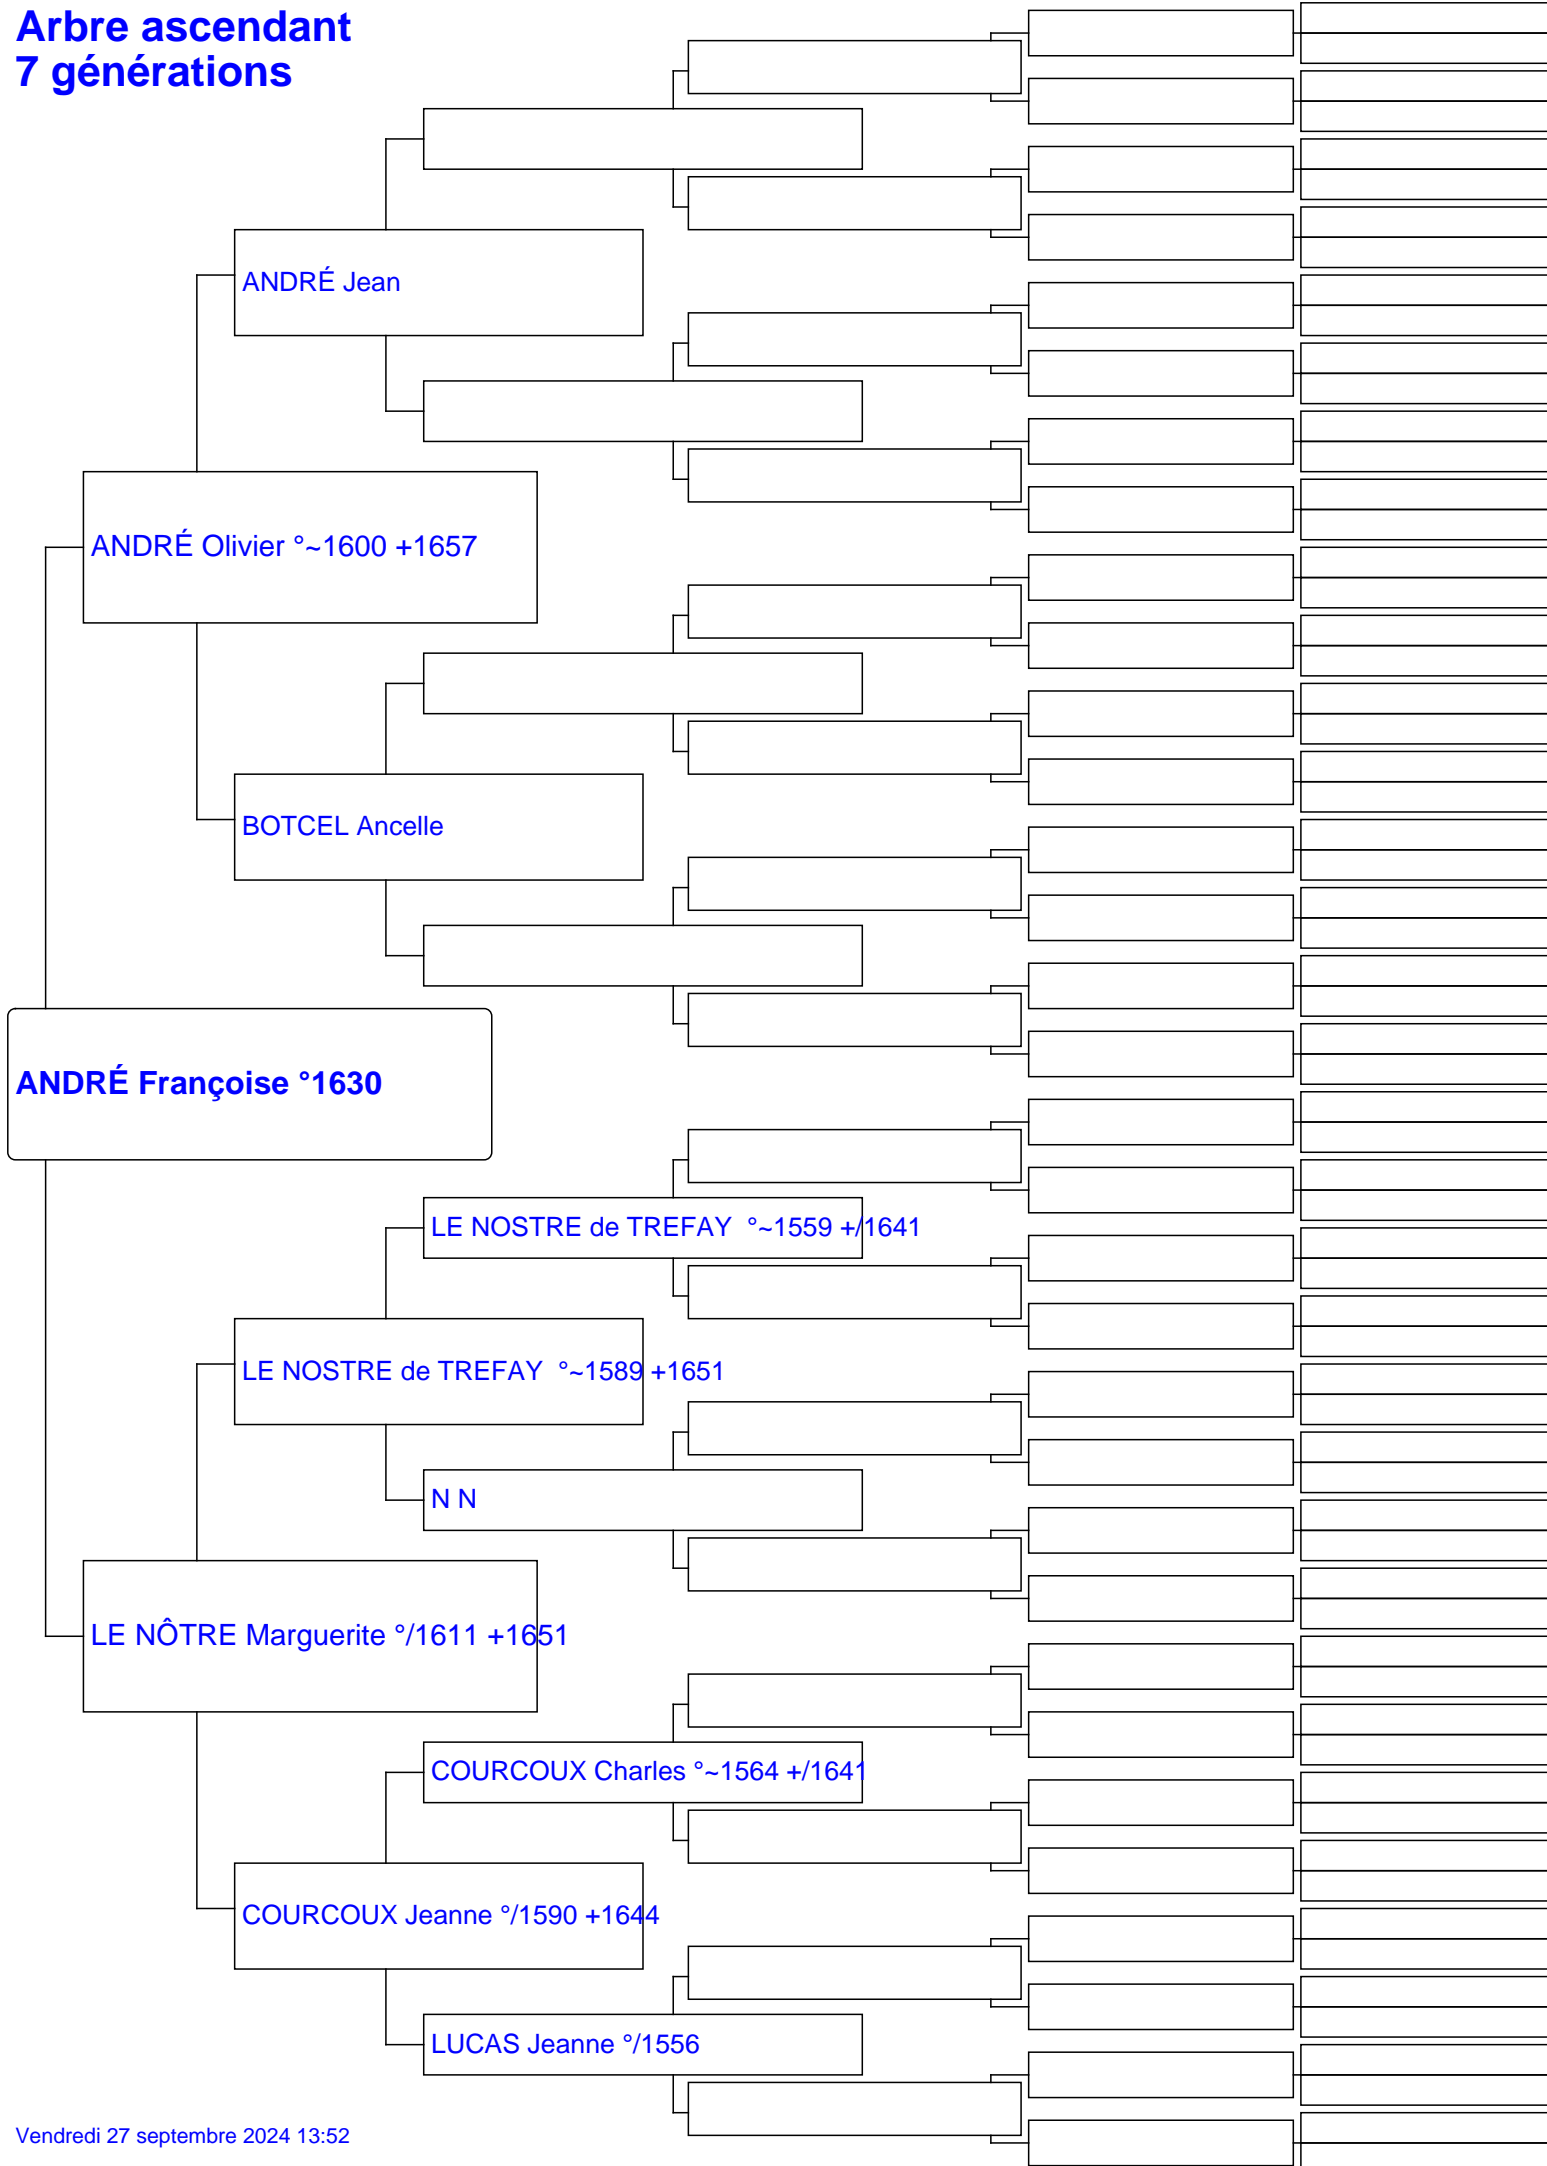 Arbre ascendant
7 générations
ANDRÉ Jean
ANDRÉ Olivier °~1600 +1657
BOTCEL Ancelle
ANDRÉ Françoise °1630
LE NOSTRE de TREFAY  °~1559 +/1641
LE NOSTRE de TREFAY  °~1589 +1651
N N
LE NÔTRE Marguerite °/1611 +1651
COURCOUX Charles °~1564 +/1641
COURCOUX Jeanne °/1590 +1644
LUCAS Jeanne °/1556
Vendredi 27 septembre 2024 13:52